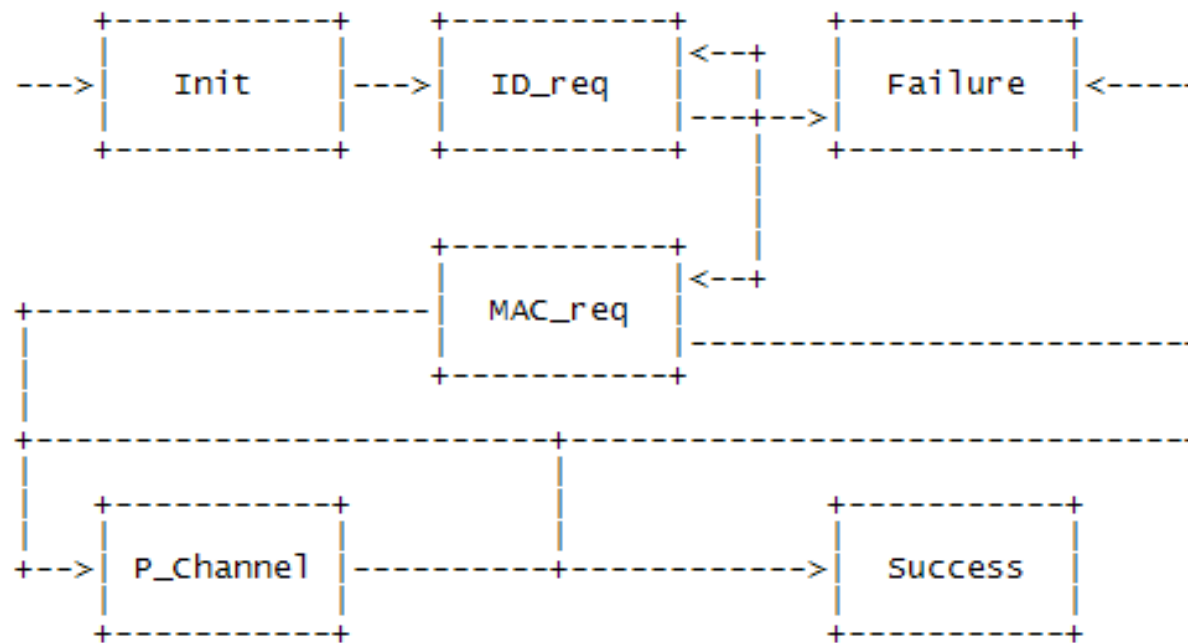 Init ID_req Failure
MAC_req
P_Channel Success